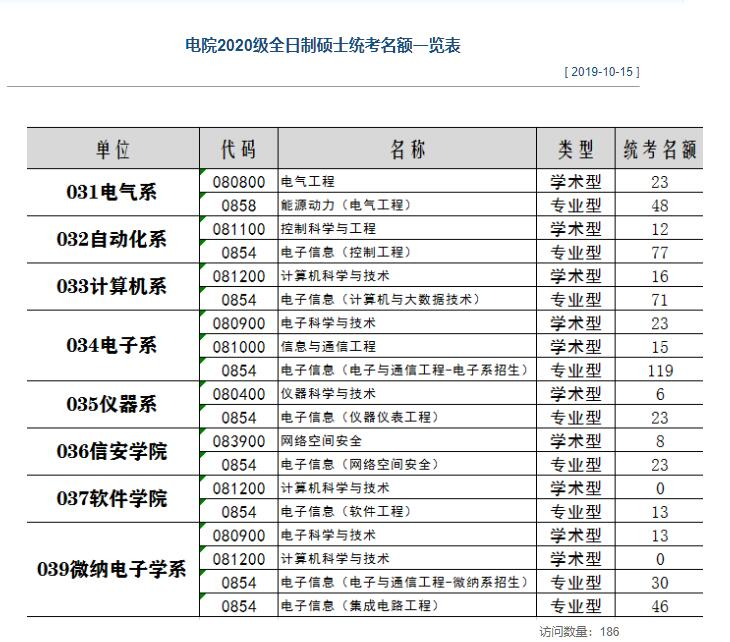 电院2020级全日制硕士统考名额一览表
[ 2019-10-15 ]
单位 代码 名称 类型 统考名额
031电气系 080800 电气工程 学术型 23
0858 能源动力（电气工程） 专业型 48
032自动化系 081100 控制科学与工程 学术型 12
0854 电子信息（控制工程） 专业型 77
033计算机系 081200 计算机科学与技术 学术型 16
0854 电子信息（计算机与大数据技术） 专业型 71
034电子系 080900 电子科学与技术 学术型 23
081000 信息与通信工程 学术型 15
0854 电子信息（电子与通信工程-电子系招生） 专业型 119
035仪器系 080400 仪器科学与技术 学术型 6
0854 电子信息（仪器仪表工程） 专业型 23
036信安学院 083900 网络空间安全 学术型 8
0854 电子信息（网络空间安全） 专业型 23
037软件学院 081200 计算机科学与技术 学术型 0
0854 电子信息（软件工程） 专业型 13
039微纳电子学系 080900 电子科学与技术 学术型 13
081200 计算机科学与技术 学术型 0
0854 电子信息（电子与通信工程-微纳系招生） 专业型 30
0854 电子信息（集成电路工程） 专业型 46
访问数量：186